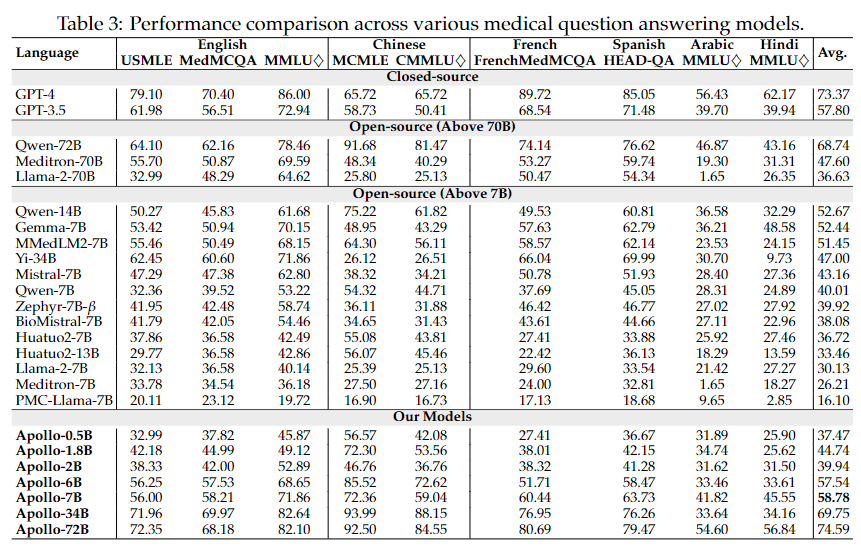 Table 3: Performance comparison across various medical question answering models.
Language English Chinese French Spanish Arabic Hindi Avg.
USMLE MedMCQA MMLU♢ MCMLE CMMLU♢ FrenchMedMCQA HEAD-QA MMLU♢ MMLU♢
Closed-source
GPT-4 79.10 70.40 86.00 65.72 65.72 89.72 85.05 56.43 62.17 73.37
GPT-3.5 61.98 56.51 72.94 58.73 50.41 68.54 71.48 39.70 39.94 57.80
Open-source (Above 70B)
Qwen-72B 64.10 62.16 78.46 91.68 81.47 74.14 76.62 46.87 43.16 68.74
Meditron-70B 55.70 50.87 69.59 48.34 40.29 53.27 59.74 19.30 31.31 47.60
Llama-2-70B 32.99 48.29 64.62 25.80 25.13 50.47 54.34 1.65 26.35 36.63
Open-source (Above 7B)
Qwen-14B 50.27 45.83 61.68 75.22 61.82 49.53 60.81 36.58 32.29 52.67
Gemma-7B 53.42 50.94 70.15 48.95 43.29 57.63 62.79 36.21 48.58 52.44
MMedLM2-7B 55.46 50.49 68.15 64.30 56.11 58.57 62.14 23.53 24.15 51.45
Yi-34B 62.45 60.60 71.86 26.12 26.51 66.04 69.99 30.70 9.73 47.00
Mistral-7B 47.29 47.38 62.80 38.32 34.21 50.78 51.93 28.40 27.36 43.16
Qwen-7B 32.36 39.52 53.22 54.32 44.71 37.69 45.05 28.31 24.89 40.01
Zephyr-7B-β 41.95 42.48 58.74 36.11 31.88 46.42 46.77 27.02 27.92 39.92
BioMistral-7B 41.79 42.05 54.46 34.65 31.43 43.61 44.66 27.11 22.96 38.08
Huatuo2-7B 37.86 36.58 42.49 55.08 43.81 27.41 33.88 25.92 27.46 36.72
Huatuo2-13B 29.77 36.58 42.86 56.07 45.46 22.42 36.13 18.29 13.59 33.46
Llama-2-7B 32.13 36.58 40.14 25.39 25.13 29.60 33.54 21.42 27.27 30.13
Meditron-7B 33.78 34.54 36.18 27.50 27.16 24.00 32.81 1.65 18.27 26.21
PMC-Llama-7B 20.11 23.12 19.72 16.90 16.73 17.13 18.68 9.65 2.85 16.10
Our Models
Apollo-0.5B 32.99 37.82 45.87 56.57 42.08 27.41 36.67 31.89 25.90 37.47
Apollo-1.8B 42.18 44.99 49.12 72.30 53.56 38.01 42.15 34.74 25.62 44.74
Apollo-2B 38.33 42.00 52.89 46.76 36.76 38.32 41.28 31.62 31.50 39.94
Apollo-6B 56.25 57.53 68.65 85.52 72.62 51.71 58.47 33.46 33.61 57.54
Apollo-7B 56.00 58.21 71.86 72.36 59.04 60.44 63.73 41.82 45.55 58.78
Apollo-34B 71.96 69.97 82.64 93.99 88.15 76.95 76.26 33.64 34.16 69.75
Apollo-72B 72.35 68.18 82.10 92.50 84.55 80.69 79.47 54.60 56.84 74.59